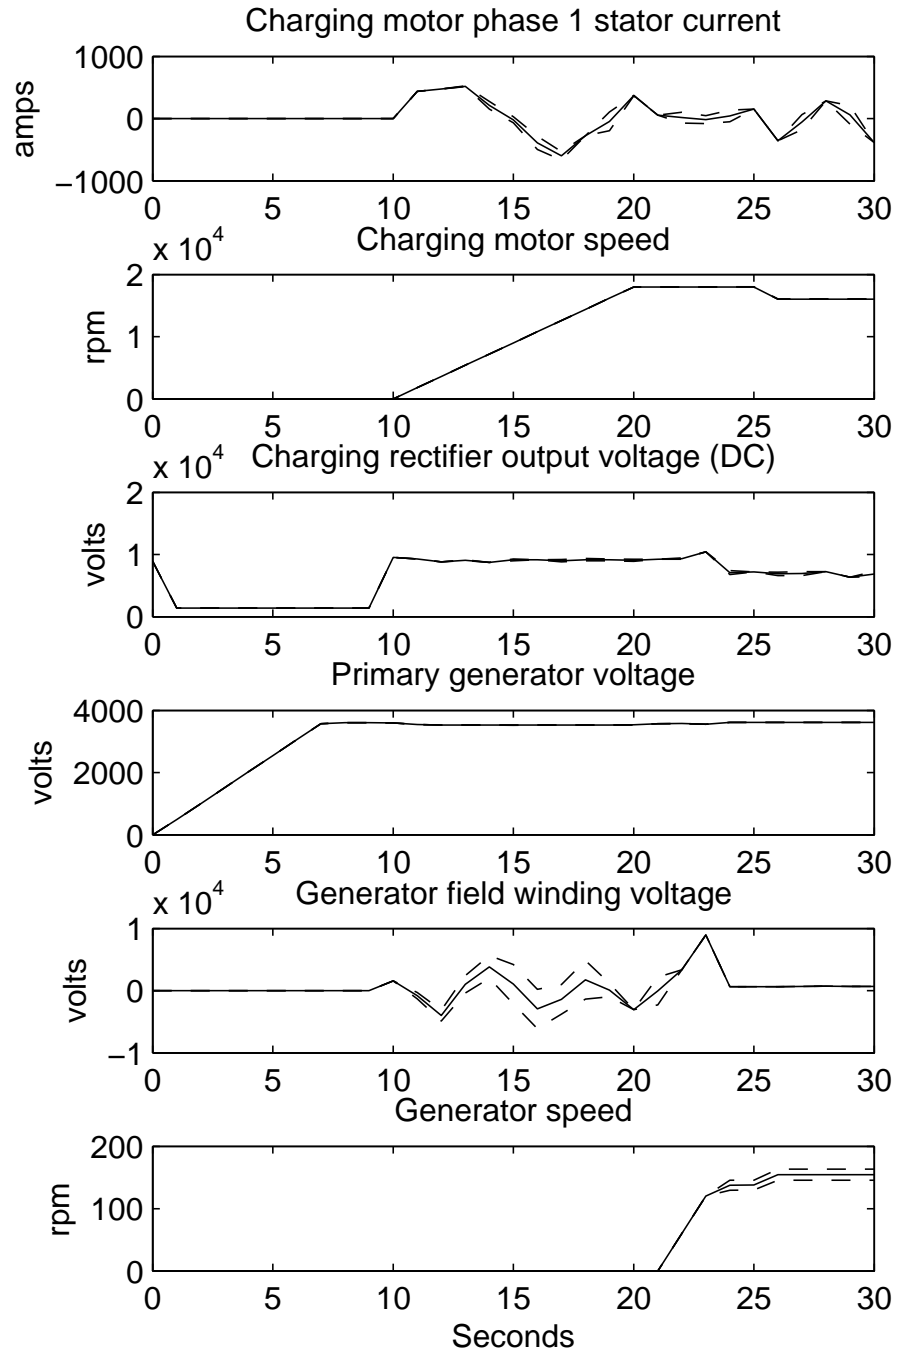 Charging motor phase 1 stator current
1000
0
−1000
amps
0 5 10 15 20 25 30
x 10^4
Charging motor speed
2
1
0
rpm
0 5 10 15 20 25 30
x 10^4
Charging rectifier output voltage (DC)
2
1
0
volts
0 5 10 15 20 25 30
Primary generator voltage
4000
2000
0
volts
0 5 10 15 20 25 30
x 10^4
Generator field winding voltage
1
0
−1
volts
0 5 10 15 20 25 30
Generator speed
200
100
0
rpm
0 5 10 15 20 25 30
Seconds